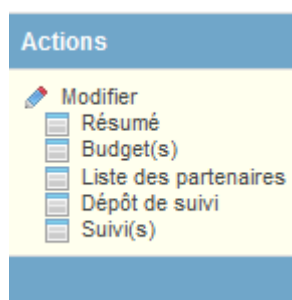 Actions
Modifier
Résumé
Budget(s)
Liste des partenaires
Dépôt de suivi
Suivi(s)